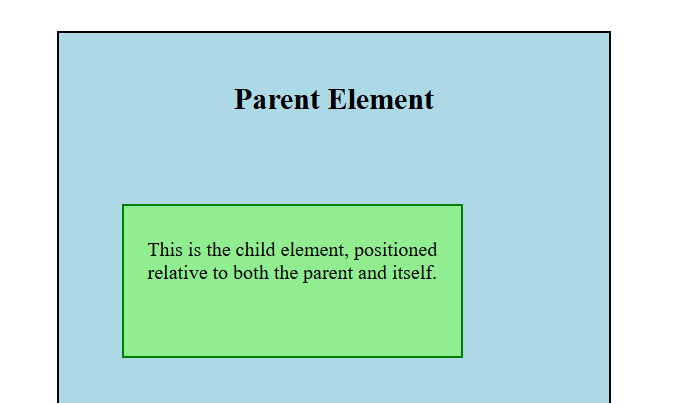 Parent Element
This is the child element, positioned
relative to both the parent and itself.